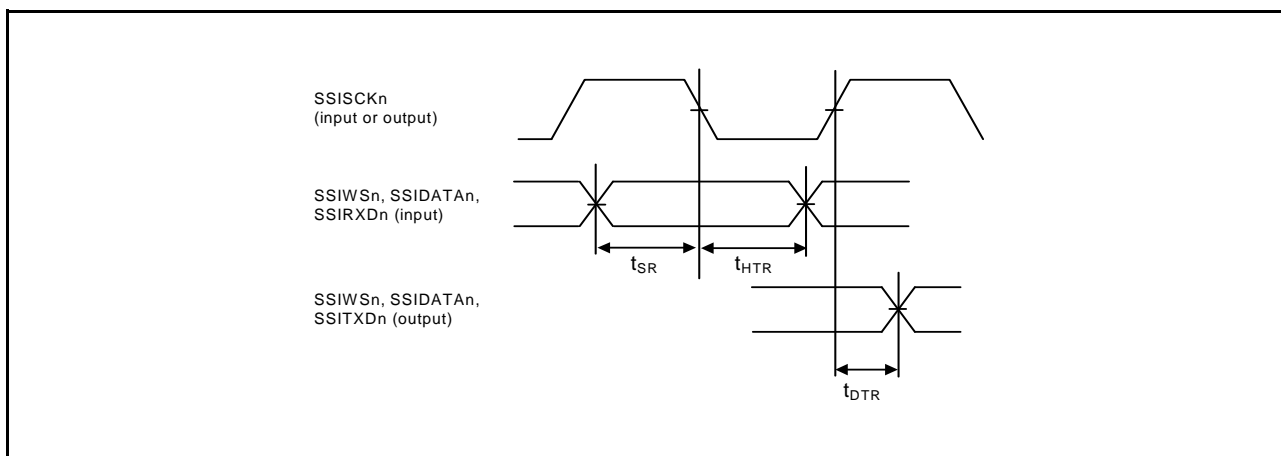 SSISCKn
(input or output)
SSIWSn, SSIDATAn,
SSIRXDn (input)
tSR
tHTR
SSIWSn, SSIDATAn,
SSITXDn (output)
tDTR